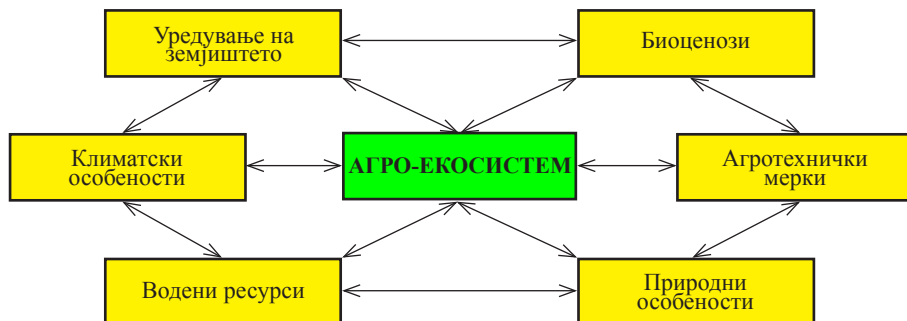 Уредување на
земјиштето
Биоценози
Климатски
особености
АГРО-ЕКОСИСТЕМ
Агротехнички
мерки
Водени ресурси
Природни
особености